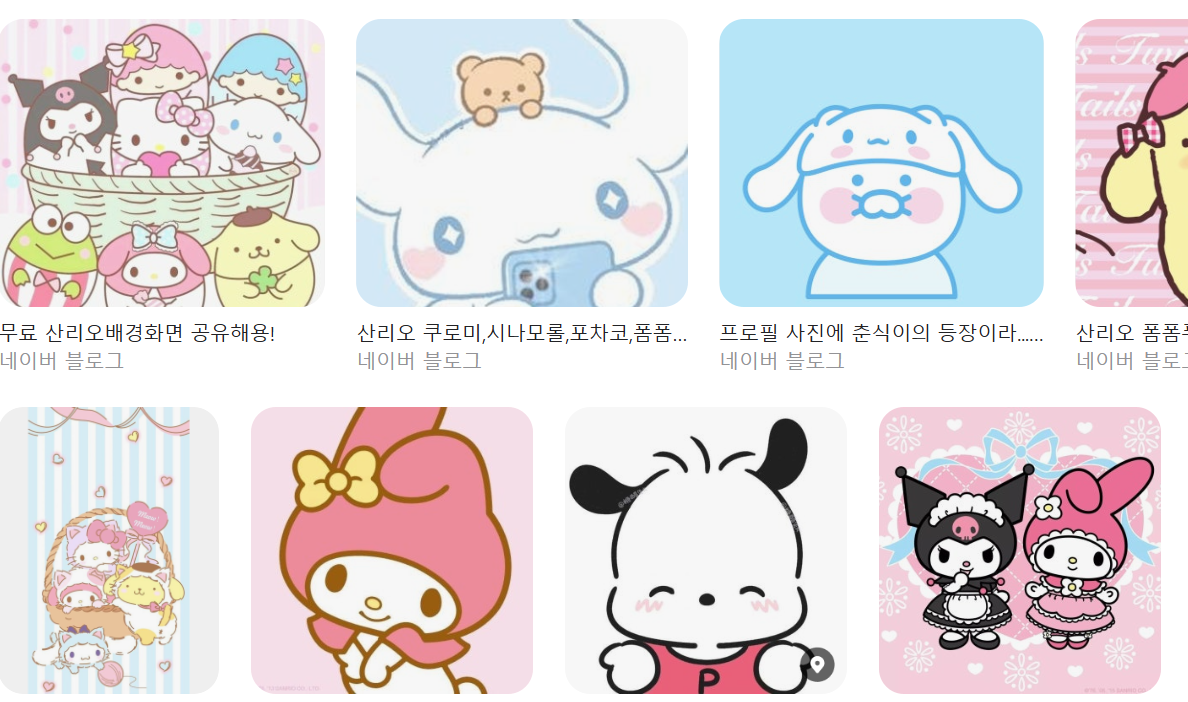 무료 산리오배경화면 공유해용!
네이버 블로그
산리오 쿠로미,시나모롤,포차코,폼폼...
네이버 블로그
프로필 사진에 춘식이의 등장이라......
네이버 블로그
산리오 폼폼
네이버 블로
Tails
P